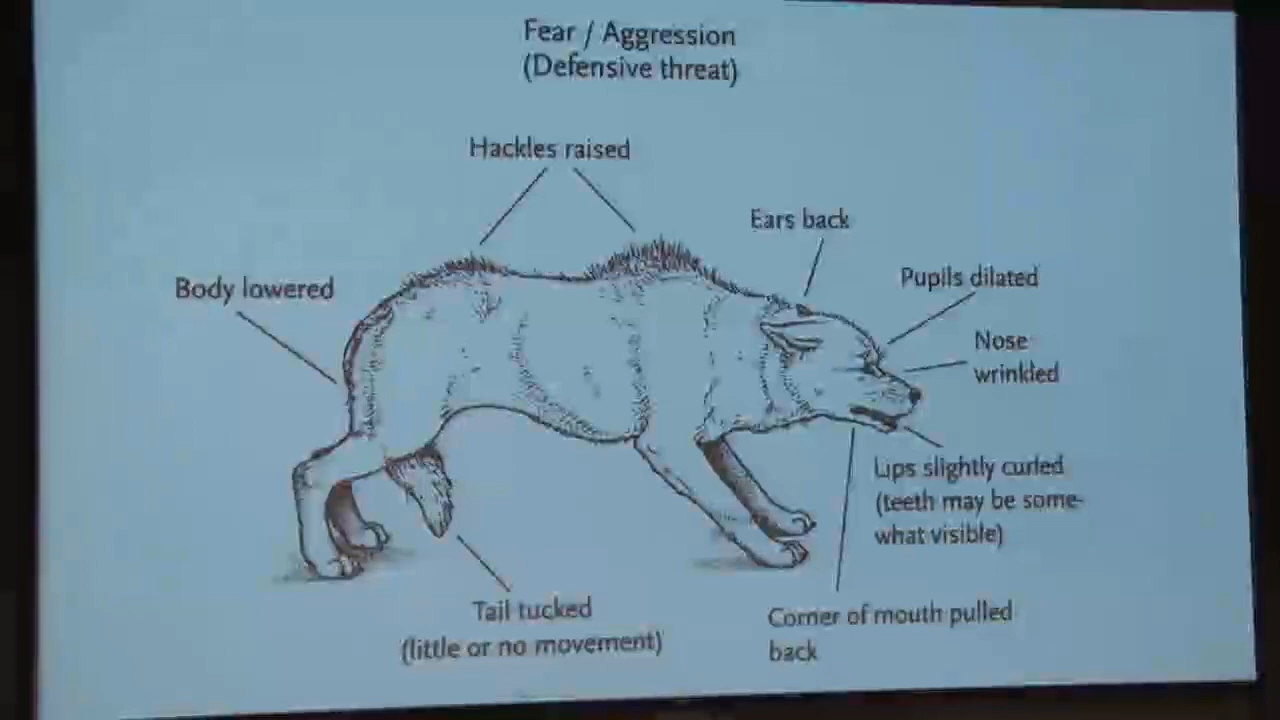 Fear / Aggression
(Defensive threat)
Hackles raised
Ears back
Body lowered
Pupils dilated
Nose
wrinkled
Lips slightly curled
(teeth may be some-
what visible)
Tail tucked
(little or no movement)
Corner of mouth pulled
back